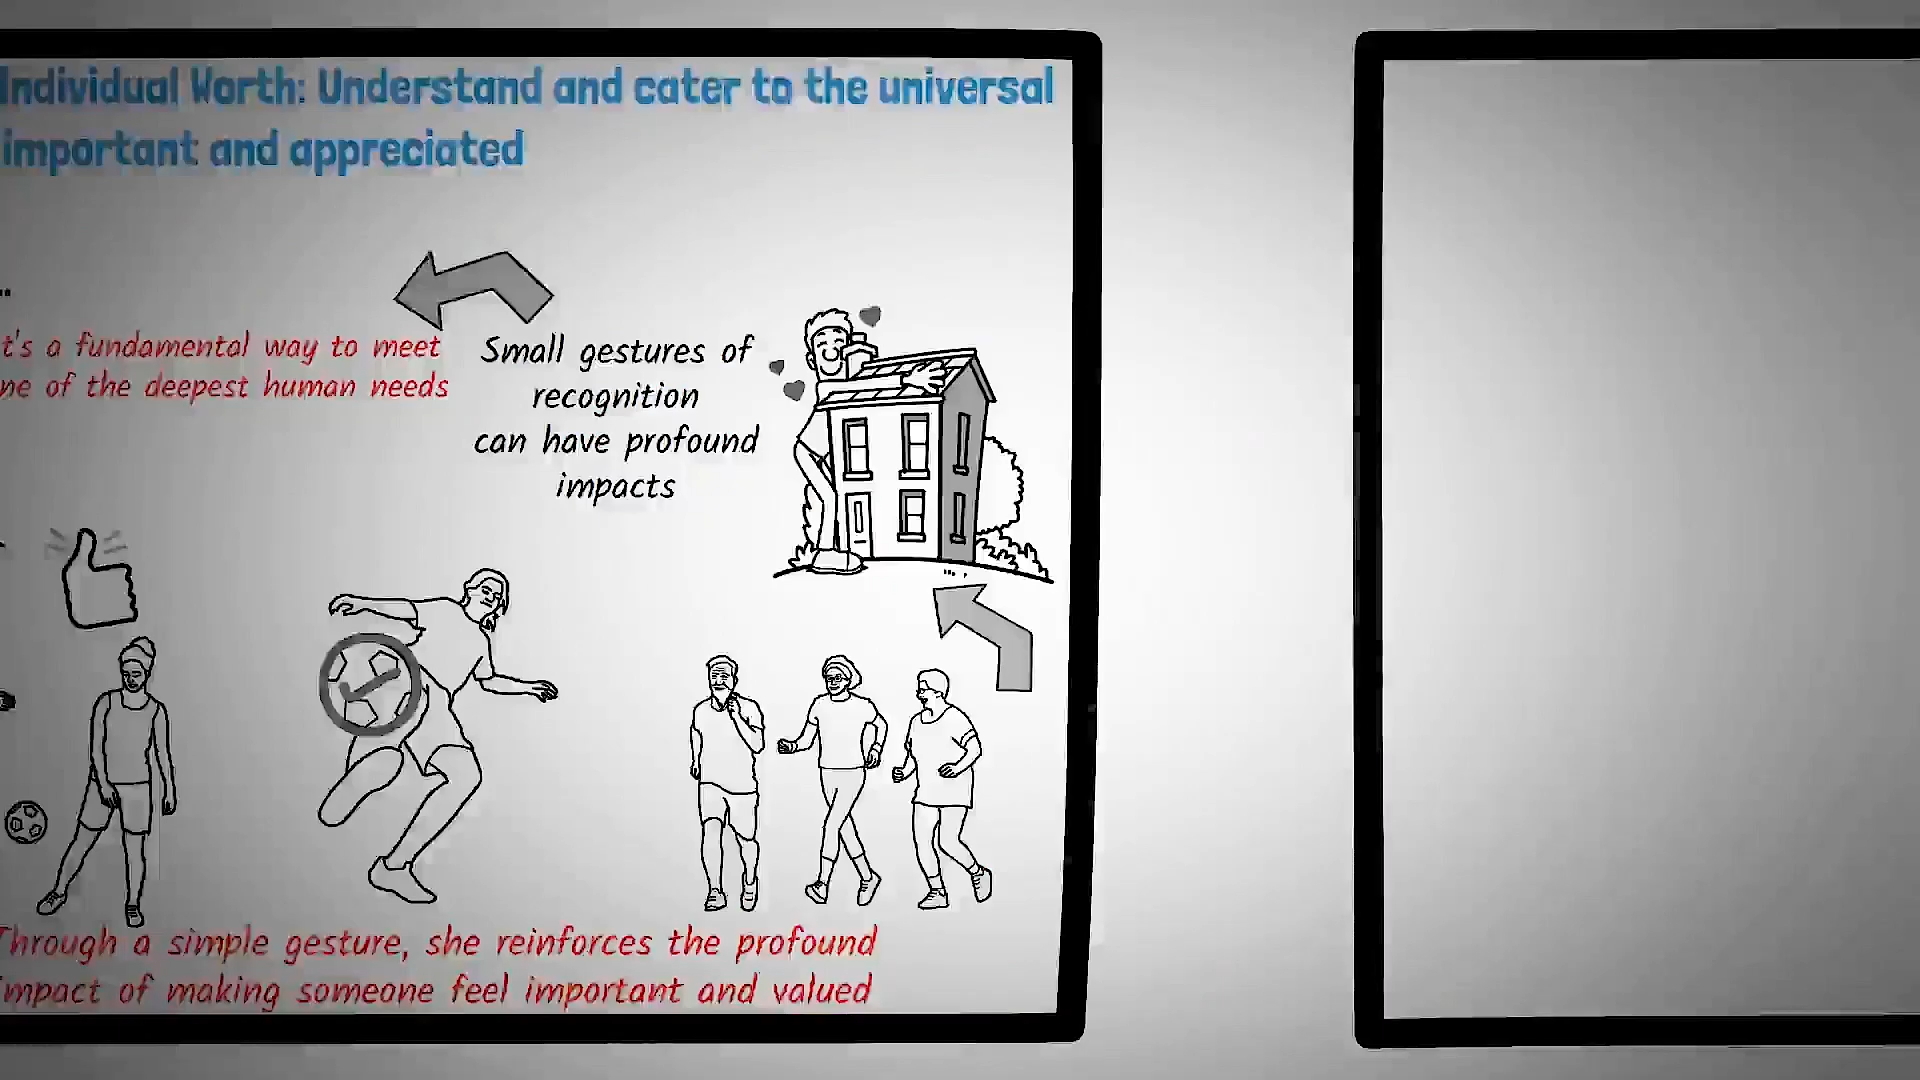 Individual Worth: Understand and cater to the universal
important and appreciated
..
t's a fundamental way to meet
ne of the deepest human needs
Small gestures of
recognition
can have profound
impacts
Through a simple gesture, she reinforces the profound
impact of making someone feel important and valued